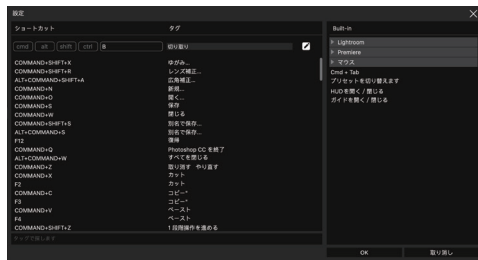 設定
ショートカット タグ
cmd alt shift ctrl B 切り取り
COMMAND+SHIFT+X ゆがみ...
COMMAND+SHIFT+R レンズ補正...
ALT+COMMAND+SHIFT+A 広角補正...
COMMAND+N 新規...
COMMAND+O 開く...
COMMAND+S 保存
COMMAND+W 閉じる
COMMAND+SHIFT+S 別名で保存...
ALT+COMMAND+S 別名で保存...
F12 復帰
COMMAND+Q Photoshop CC を終了
ALT+COMMAND+W すべてを閉じる
COMMAND+Z 取り消す やり直す
COMMAND+X カット
F2 カット
COMMAND+C コピー"
F3 コピー"
COMMAND+V ペースト
F4 ペースト
COMMAND+SHIFT+Z 1段階操作を進める
Built-in
Lightroom
Premiere
マウス
Cmd + Tab
プリセットを切り替えます
HUDを開く / 閉じる
ガイドを開く / 閉じる
OK 取り消し